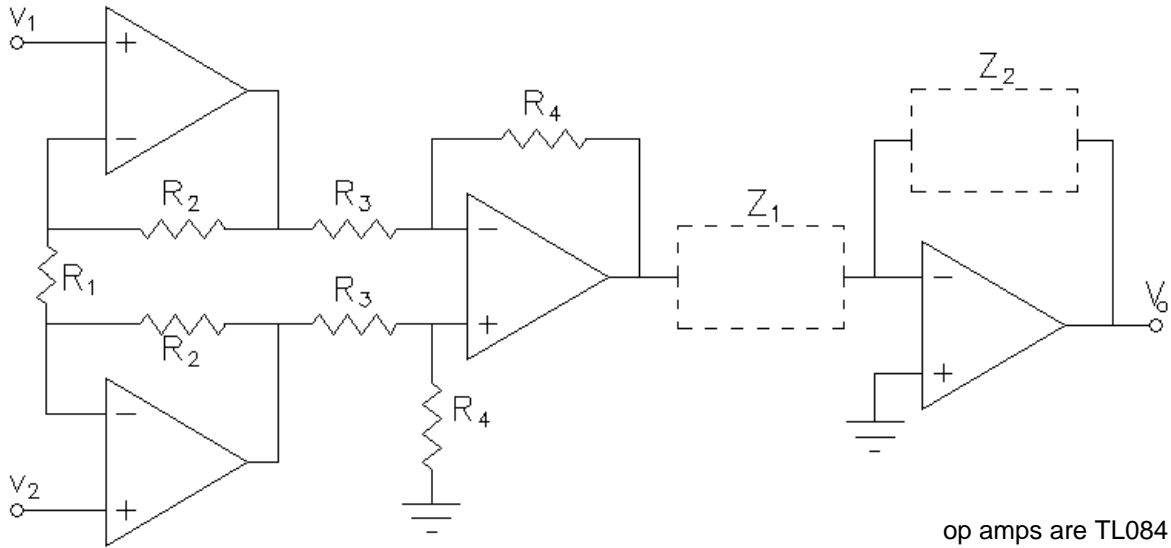 V1
+
−
R2
R3
R4
−
+
R1
R2
R3
R4
−
+
V2
Z1
Z2
−
+
Vo
op amps are TL084